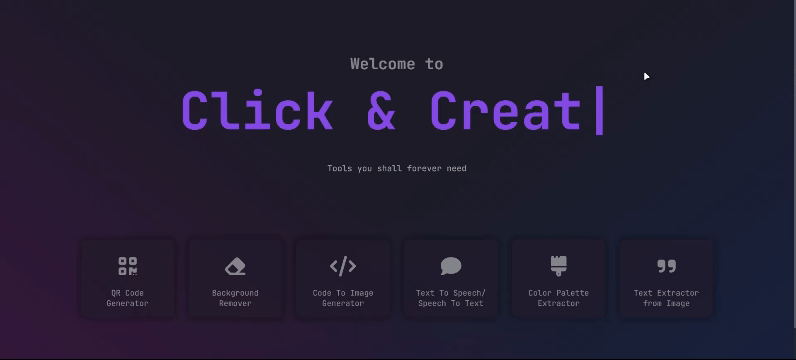 Welcome to
Click & Creat
Tools you shall forever need
QR Code
Generator
Background
Remover
Code To Image
Generator
Text To Speech/
Speech To Text
Color Palette
Extractor
Text Extractor
from Image